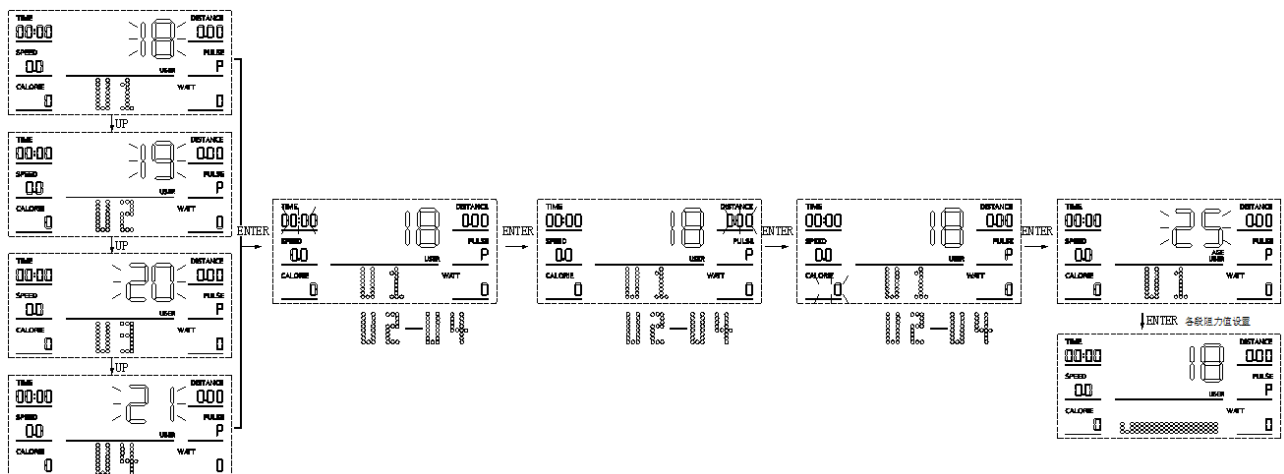 TIME 18 DISTANCE
00:00 0.00
SPEED PULSE
0.0 USER P
CALORIE U1 WATT
0 0
UP
TIME 19 DISTANCE
00:00 0.00
SPEED PULSE
0.0 USER P
CALORIE U2 WATT
0 0
UP
TIME 20 DISTANCE
00:00 0.00
SPEED PULSE
0.0 USER P
CALORIE U3 WATT
0 0
UP
TIME 21 DISTANCE
00:00 0.00
SPEED PULSE
0.0 USER P
CALORIE U4 WATT
0 0
ENTER
TIME 18 DISTANCE
00:00 0.00
SPEED PULSE
0.0 USER P
CALORIE U1 WATT
0 0
U2-U4
ENTER
TIME 18 DISTANCE
00:00 0.00
SPEED PULSE
0.0 USER P
CALORIE U1 WATT
0 0
U2-U4
ENTER
TIME 18 DISTANCE
00:00 0.00
SPEED PULSE
0.0 USER P
CALORIE U1 WATT
0 0
U2-U4
ENTER
TIME 25 DISTANCE
00:00 0.00
SPEED AGE PULSE
0.0 USER P
CALORIE U1 WATT
0 0
ENTER 各段阻力值设置
TIME 18 DISTANCE
00:00 0.00
SPEED PULSE
0.0 USER P
CALORIE WATT
0 0